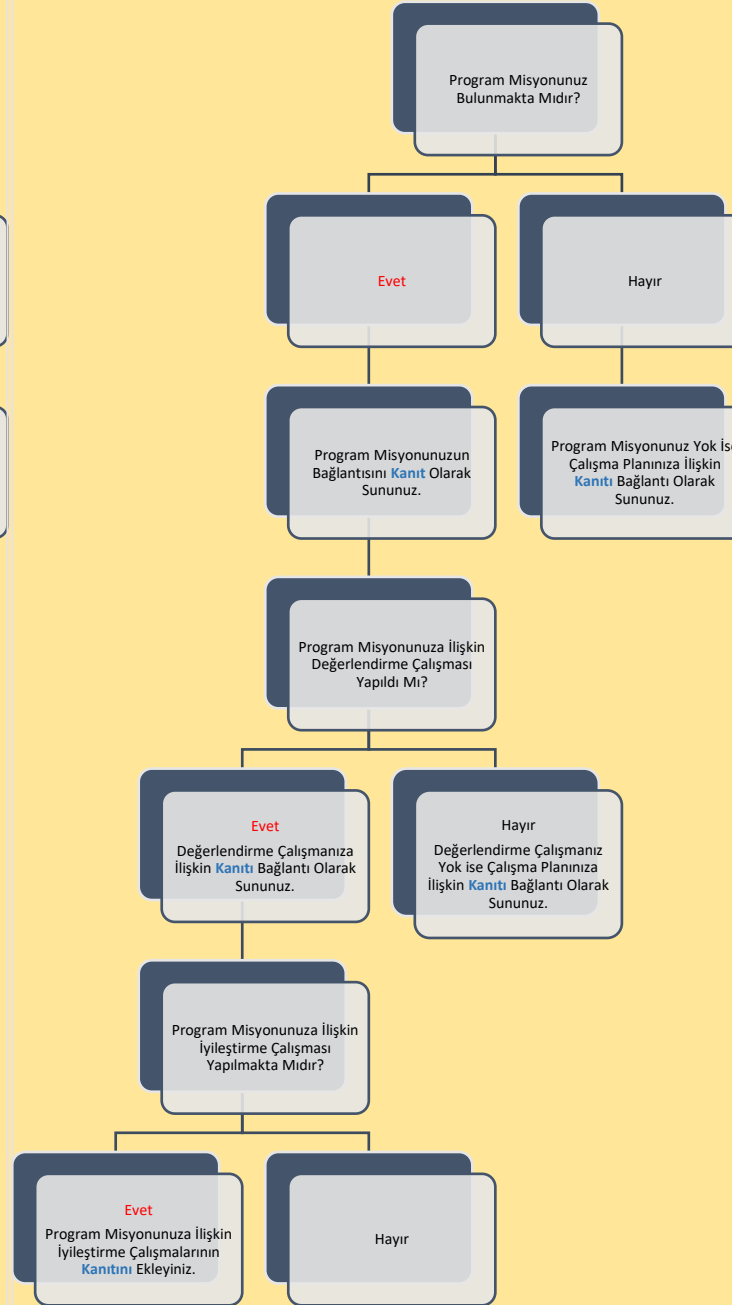 Program Misyonunuz
Bulunmakta Mıdır?
Evet
Hayır
Program Misyonunuzun
Bağlantısını Kanıt Olarak
Sununuz.
Program Misyonunuz Yok İse
Çalışma Planınıza İlişkin
Kanıtı Bağlantı Olarak
Sununuz.
Program Misyonunuza İlişkin
Değerlendirme Çalışması
Yapıldı Mı?
Evet
Değerlendirme Çalışmanıza
İlişkin Kanıtı Bağlantı Olarak
Sununuz.
Hayır
Değerlendirme Çalışmanız
Yok ise Çalışma Planınıza
İlişkin Kanıtı Bağlantı Olarak
Sununuz.
Program Misyonunuza İlişkin
İyileştirme Çalışması
Yapılmakta Mıdır?
Evet
Program Misyonunuza İlişkin
İyileştirme Çalışmalarının
Kanıtını Ekleyiniz.
Hayır